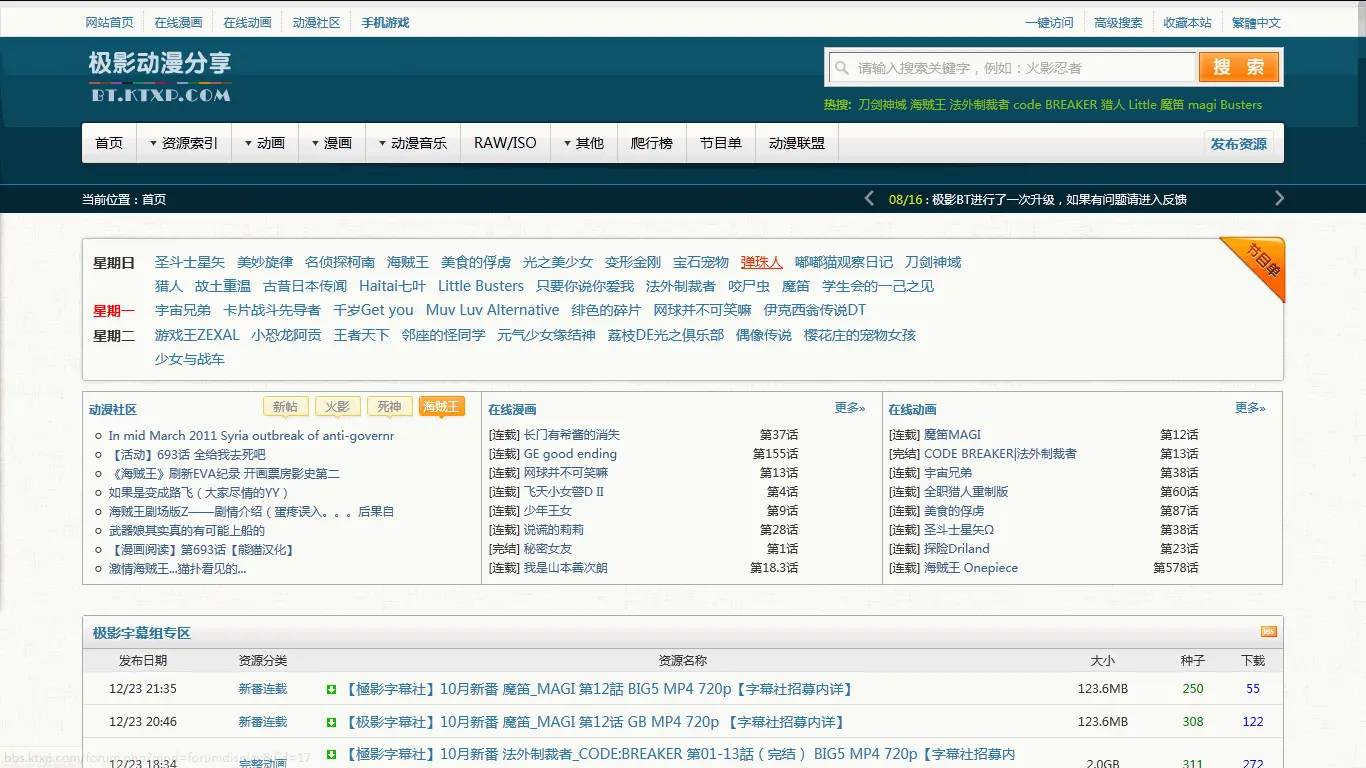 网站首页 在线漫画 在线动画 动漫社区 手机游戏 一键访问 高级搜索 收藏本站 繁體中文
极影动漫分享
BT.KTXP.COM
请输入搜索关键字，例如：火影忍者 搜 索
热搜: 刀剑神域 海贼王 法外制裁者 code BREAKER 猎人 Little 魔笛 magi Busters
首页 资源索引 动画 漫画 动漫音乐 RAW/ISO 其他 爬行榜 节目单 动漫联盟 发布资源
当前位置：首页 08/16 : 极影BT进行了一次升级，如果有问题请进入反馈
节目单
星期日 圣斗士星矢 美妙旋律 名侦探柯南 海贼王 美食的俘虏 光之美少女 变形金刚 宝石宠物 弹珠人 嘟嘟猫观察日记 刀剑神域
猎人 故土重温 古昔日本传闻 Haitai七叶 Little Busters 只要你说你爱我 法外制裁者 咬尸虫 魔笛 学生会的一己之见
星期一 宇宙兄弟 卡片战斗先导者 千岁Get you Muv Luv Alternative 绯色的碎片 网球并不可笑嘛 伊克西翁传说DT
星期二 游戏王ZEXAL 小恐龙阿贡 王者天下 邻座的怪同学 元气少女缘结神 荔枝DE光之俱乐部 偶像传说 樱花庄的宠物女孩
少女与战车
动漫社区 新帖 火影 死神 海贼王
In mid March 2011 Syria outbreak of anti-governr
【活动】693话 全给我去死吧
《海贼王》刷新EVA纪录 开画票房影史第二
如果是变成路飞（大家尽情的YY）
海贼王剧场版Z——剧情介绍（蛋疼误入。。。后果自
武器娘其实真的有可能上船的
【漫画阅读】第693话【熊猫汉化】
激情海贼王...猫扑看见的...
在线漫画 更多»
[连载] 长门有希酱的消失 第37话
[连载] GE good ending 第155话
[连载] 网球并不可笑嘛 第13话
[连载] 飞天小女警D II 第4话
[连载] 少年王女 第9话
[连载] 说谎的莉莉 第28话
[完结] 秘密女友 第1话
[连载] 我是山本善次朗 第18.3话
在线动画 更多»
[连载] 魔笛MAGI 第12话
[完结] CODE BREAKER|法外制裁者 第13话
[连载] 宇宙兄弟 第38话
[连载] 全职猎人重制版 第60话
[连载] 美食的俘虏 第87话
[连载] 圣斗士星矢Ω 第38话
[连载] 探险Driland 第23话
[连载] 海贼王 Onepiece 第578话
极影字幕组专区
发布日期 资源分类 资源名称 大小 种子 下载
12/23 21:35 新番连载 【極影字幕社】10月新番 魔笛_MAGI 第12話 BIG5 MP4 720p【字幕社招募内详】 123.6MB 250 55
12/23 20:46 新番连载 【极影字幕社】10月新番 魔笛_MAGI 第12话 GB MP4 720p 【字幕社招募内详】 123.6MB 308 122
12/23 18:34 完整动画 【極影字幕社】10月新番 法外制裁者_CODE:BREAKER 第01-13話（完結） BIG5 MP4 720p【字幕社招募内 2.0GB 311 272